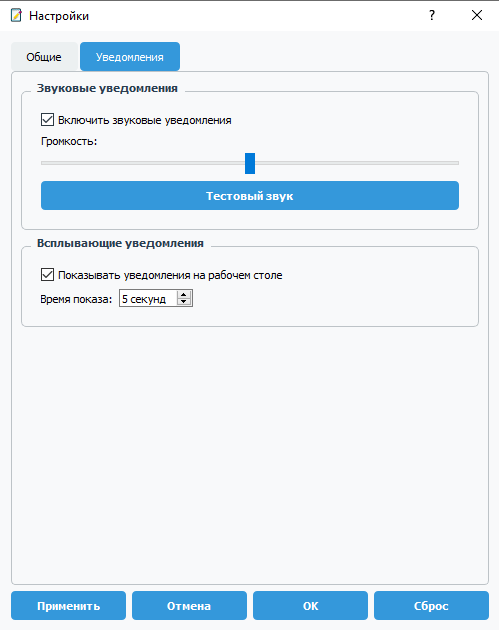 Настройки
?
Общие
Уведомления
Звуковые уведомления
Включить звуковые уведомления
Громкость:
Тестовый звук
Всплывающие уведомления
Показывать уведомления на рабочем столе
Время показа: 5 секунд
Применить
Отмена
OK
Сброс